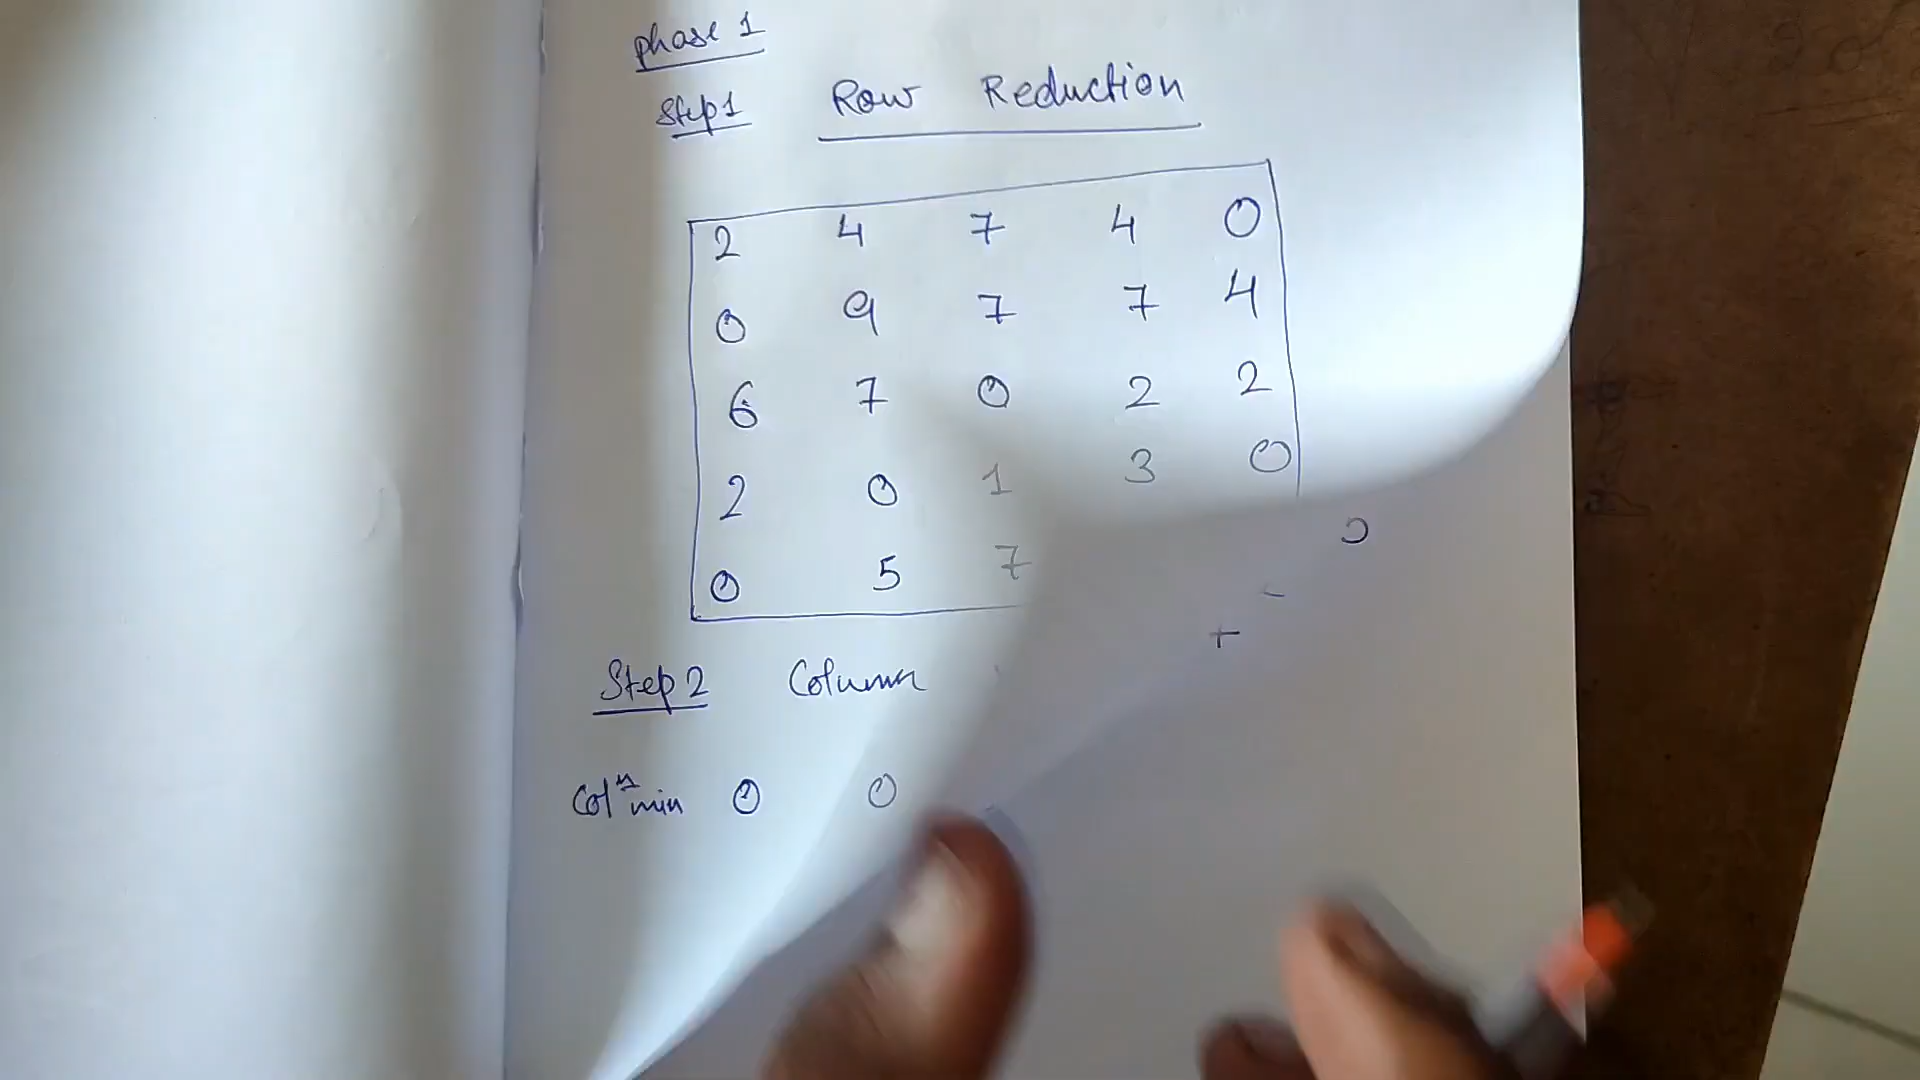 phase 1
Step 1 Row Reduction
2 4 7 4 0
0 9 7 7 4
6 7 0 2 2
2 0 1 3 0
0 5 7
Step 2 Column
Colⁿ min 0 0